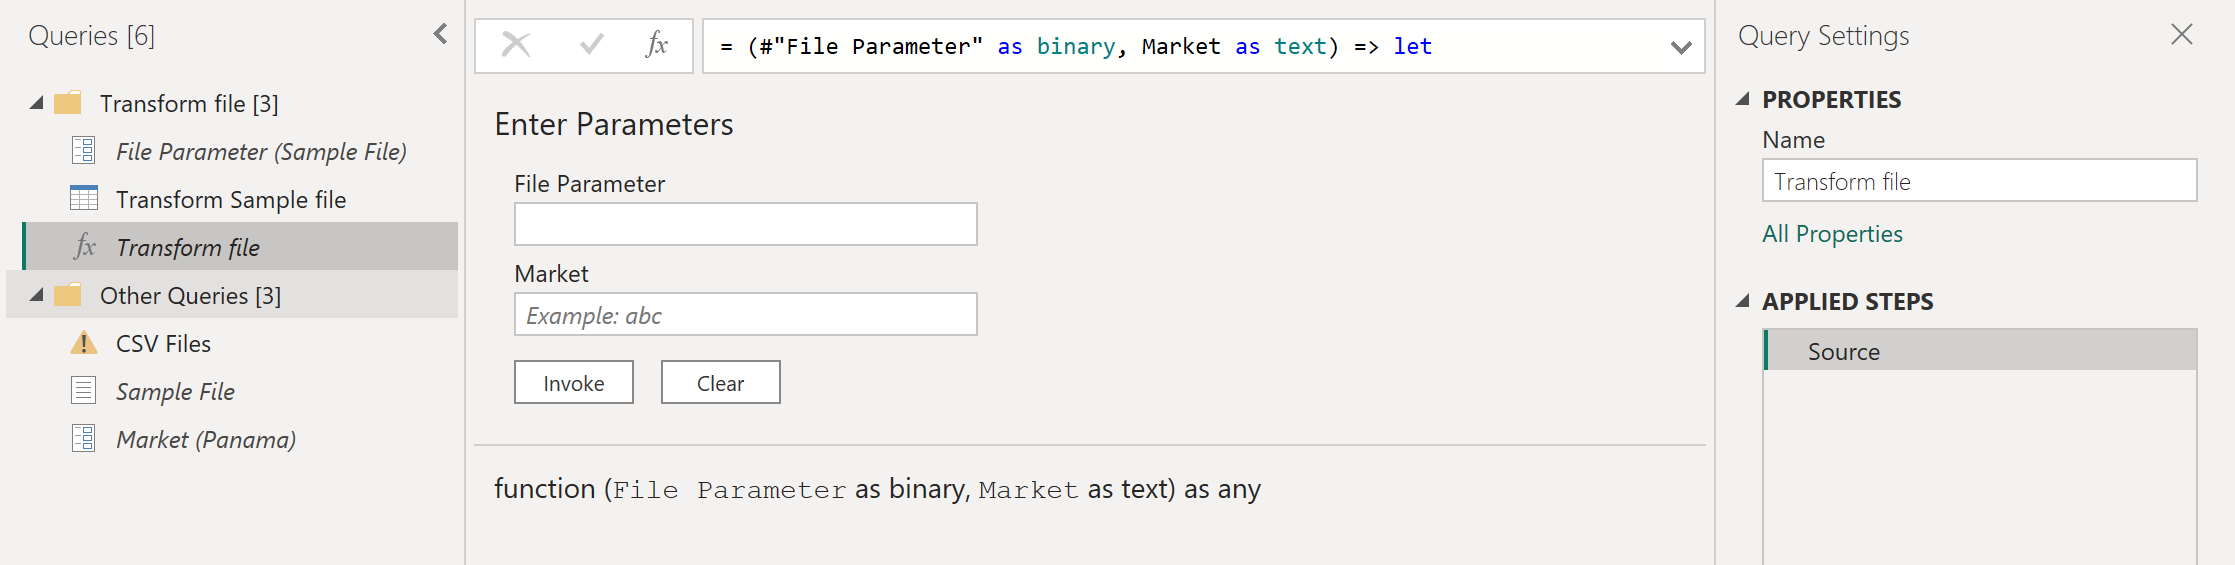 Queries [6]
Transform file [3]
File Parameter (Sample File)
Transform Sample file
fx Transform file
Other Queries [3]
CSV Files
Sample File
Market (Panama)
fx
= (#"File Parameter" as binary, Market as text) => let
Enter Parameters
File Parameter
Market
Example: abc
Invoke Clear
function (File Parameter as binary, Market as text) as any
Query Settings
PROPERTIES
Name
Transform file
All Properties
APPLIED STEPS
Source